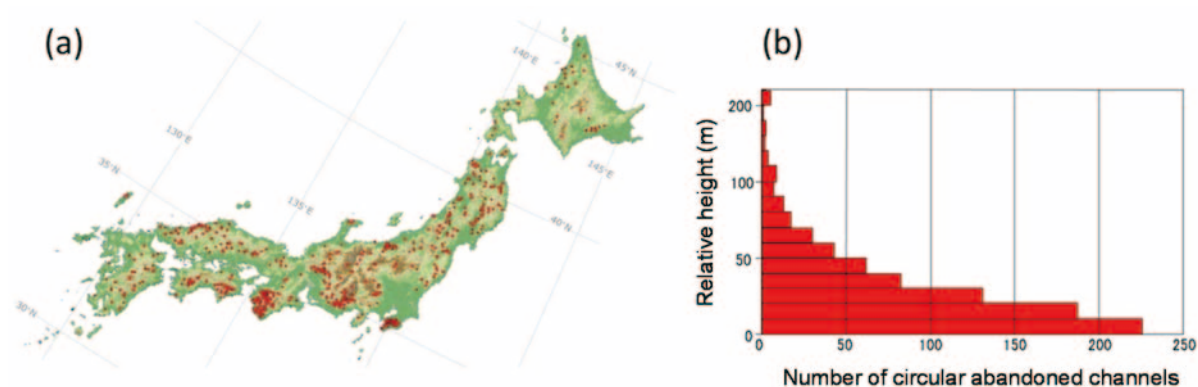 (a)
140°E
45°N
130°E
35°N
135°E
145°E
40°N
30°N
(b)
Relative height (m)
200
100
50
0
0 50 100 150 200 250
Number of circular abandoned channels